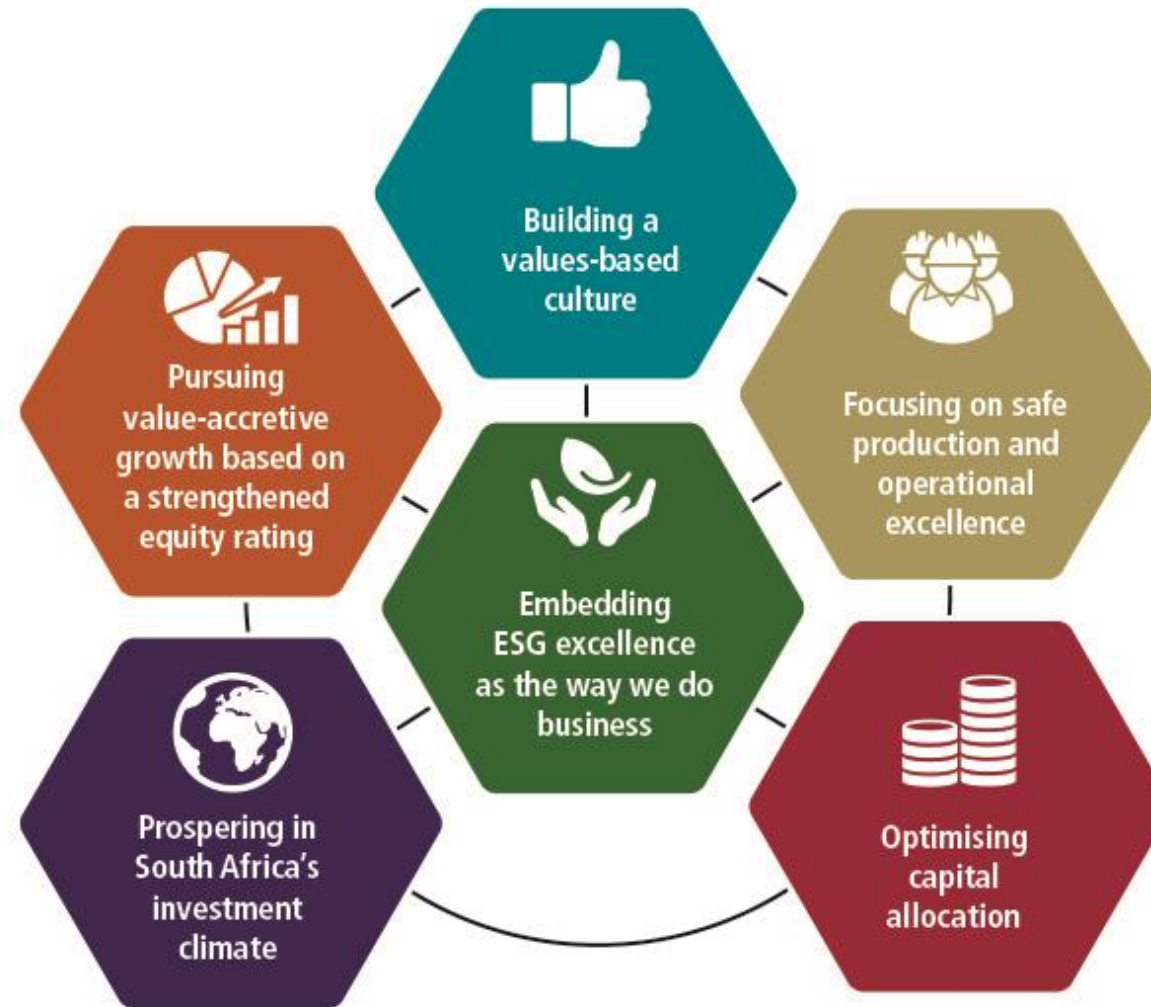 Building a
values-based
culture
Pursuing
value-accretive
growth based on
a strengthened
equity rating
Focusing on safe
production and
operational
excellence
Embedding
ESG excellence
as the way we do
business
Prospering in
South Africa’s
investment
climate
Optimising
capital
allocation